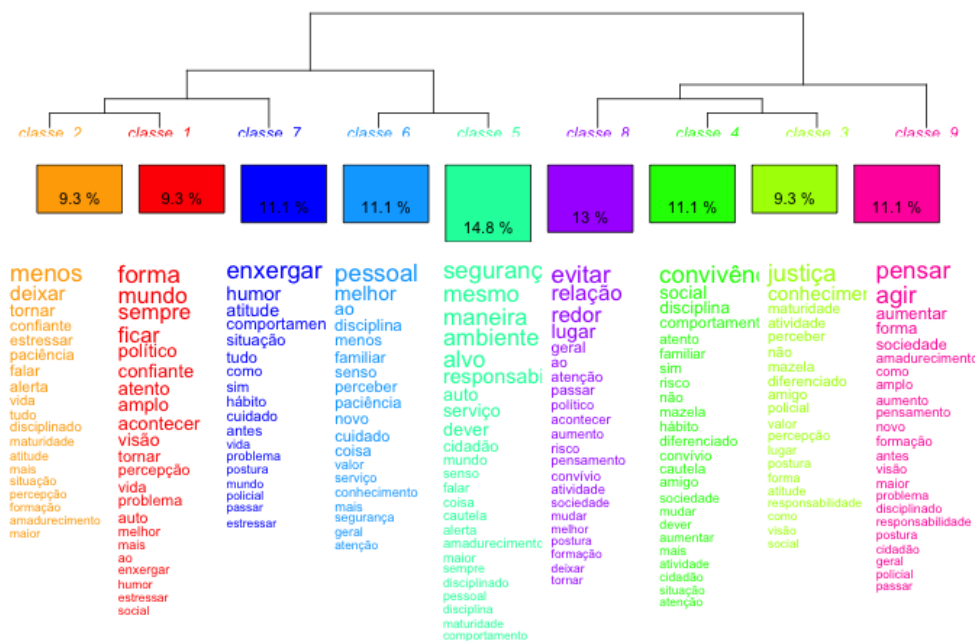 classe 2
classe 1
classe 7
classe 6
classe 5
classe 8
classe 4
classe 3
classe 9
9.3 %
9.3 %
11.1 %
11.1 %
14.8 %
13 %
11.1 %
9.3 %
11.1 %
menos
deixar
tornar
confiante
estressar
paciência
falar
alerta
vida
tudo
disciplinado
maturidade
atitude
mais
situação
percepção
formação
amadurecimento
maior
forma
mundo
sempre
ficar
político
confiante
atento
amplo
acontecer
visão
tornar
percepção
vida
problema
auto
melhor
mais
ao
enxergar
humor
estressar
social
enxergar
humor
atitude
comportamen
situação
tudo
como
sim
hábito
cuidado
antes
vida
problema
postura
mundo
policial
passar
estressar
pessoal
melhor
ao
disciplina
menos
familiar
senso
perceber
paciência
novo
cuidado
coisa
valor
serviço
conhecimento
mais
segurança
geral
atenção
seguranç
mesmo
maneira
ambiente
alvo
responsabi
auto
serviço
dever
cidadão
mundo
senso
falar
coisa
cautela
alerta
amadurecimento
maior
sempre
disciplinado
pessoal
disciplina
maturidade
comportamento
evitar
relação
redor
lugar
geral
ao
atenção
passar
político
acontecer
aumento
risco
pensamento
convívio
atividade
sociedade
mudar
melhor
postura
formação
deixar
tornar
convivên
social
disciplina
comportament
atento
familiar
sim
risco
não
mazela
hábito
diferenciado
convívio
cautela
amigo
sociedade
mudar
dever
aumentar
mais
atividade
cidadão
situação
atenção
justiça
conhecimen
maturidade
atividade
perceber
não
mazela
diferenciado
amigo
policial
valor
percepção
lugar
postura
forma
atitude
responsabilidade
como
visão
social
pensar
agir
aumentar
forma
sociedade
amadurecimento
como
amplo
aumento
pensamento
novo
formação
antes
visão
maior
problema
disciplinado
responsabilidade
postura
cidadão
geral
policial
passar